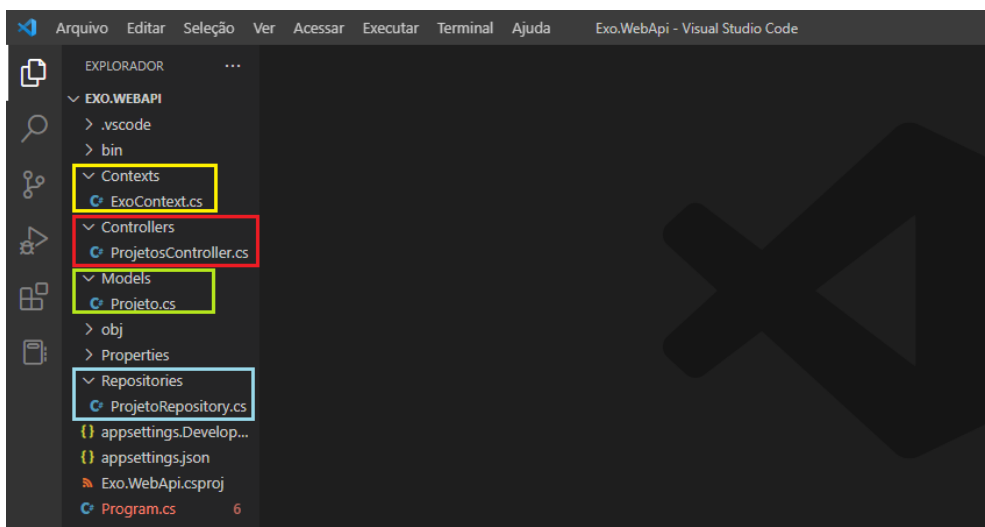 Arquivo Editar Seleção Ver Acessar Executar Terminal Ajuda Exo.WebApi - Visual Studio Code
EXPLORADOR ...
EXO.WEBAPI
.vscode
bin
Contexts
C# ExoContext.cs
Controllers
C# ProjetosController.cs
Models
C# Projeto.cs
obj
Properties
Repositories
C# ProjetoRepository.cs
{} appsettings.Develop...
{} appsettings.json
Exo.WebApi.csproj
C# Program.cs 6